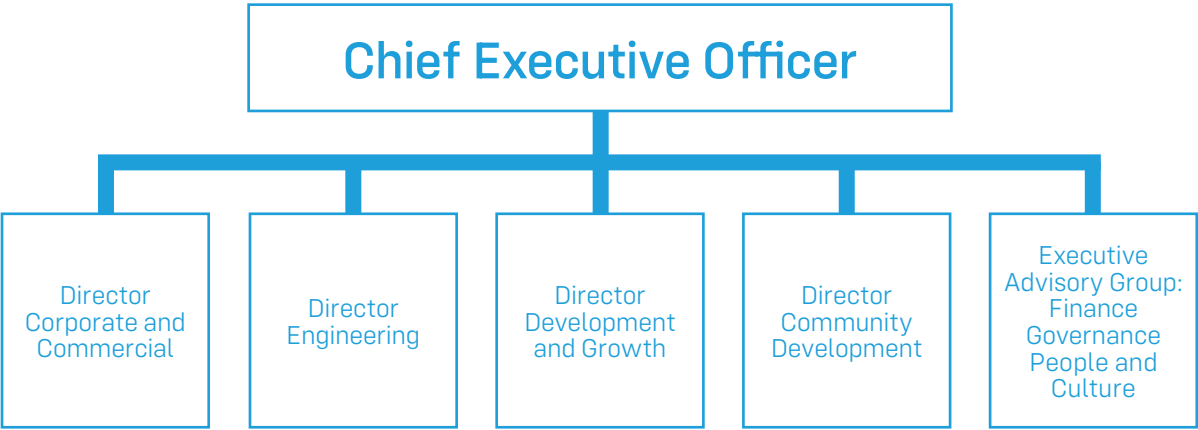 Chief Executive Officer
Director
Corporate and
Commercial
Director
Engineering
Director
Development
and Growth
Director
Community
Development
Executive
Advisory Group:
Finance
Governance
People and
Culture